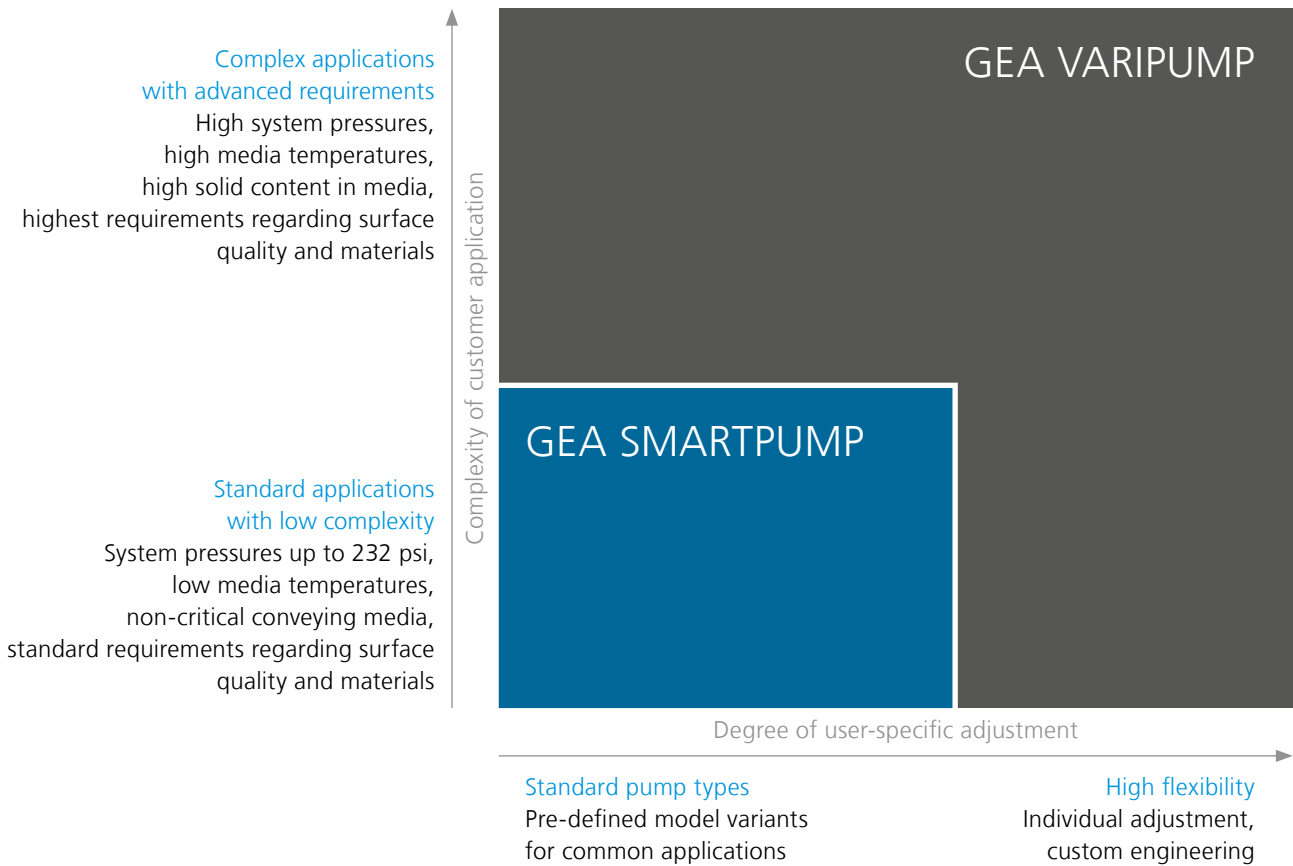 Complex applications
with advanced requirements
High system pressures,
high media temperatures,
high solid content in media,
highest requirements regarding surface
quality and materials
Standard applications
with low complexity
System pressures up to 232 psi,
low media temperatures,
non-critical conveying media,
standard requirements regarding surface
quality and materials
Complexity of customer application
GEA VARIPUMP
GEA SMARTPUMP
Degree of user-specific adjustment
Standard pump types
Pre-defined model variants
for common applications
High flexibility
Individual adjustment,
custom engineering